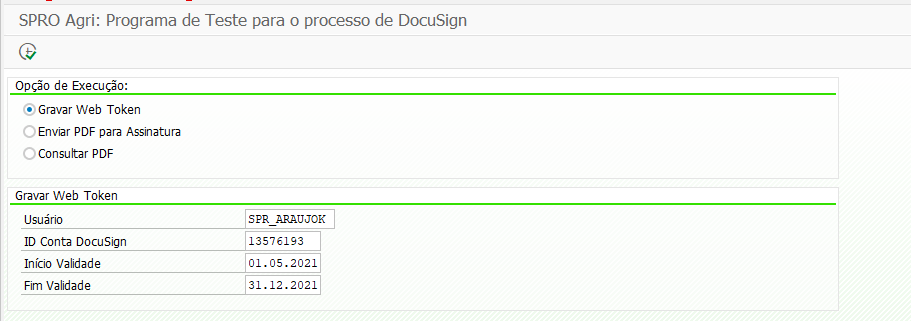 SPRO Agri: Programa de Teste para o processo de DocuSign
Opção de Execução:
Gravar Web Token
Enviar PDF para Assinatura
Consultar PDF
Gravar Web Token
Usuário SPR_ARAUJOK
ID Conta DocuSign 13576193
Início Validade 01.05.2021
Fim Validade 31.12.2021